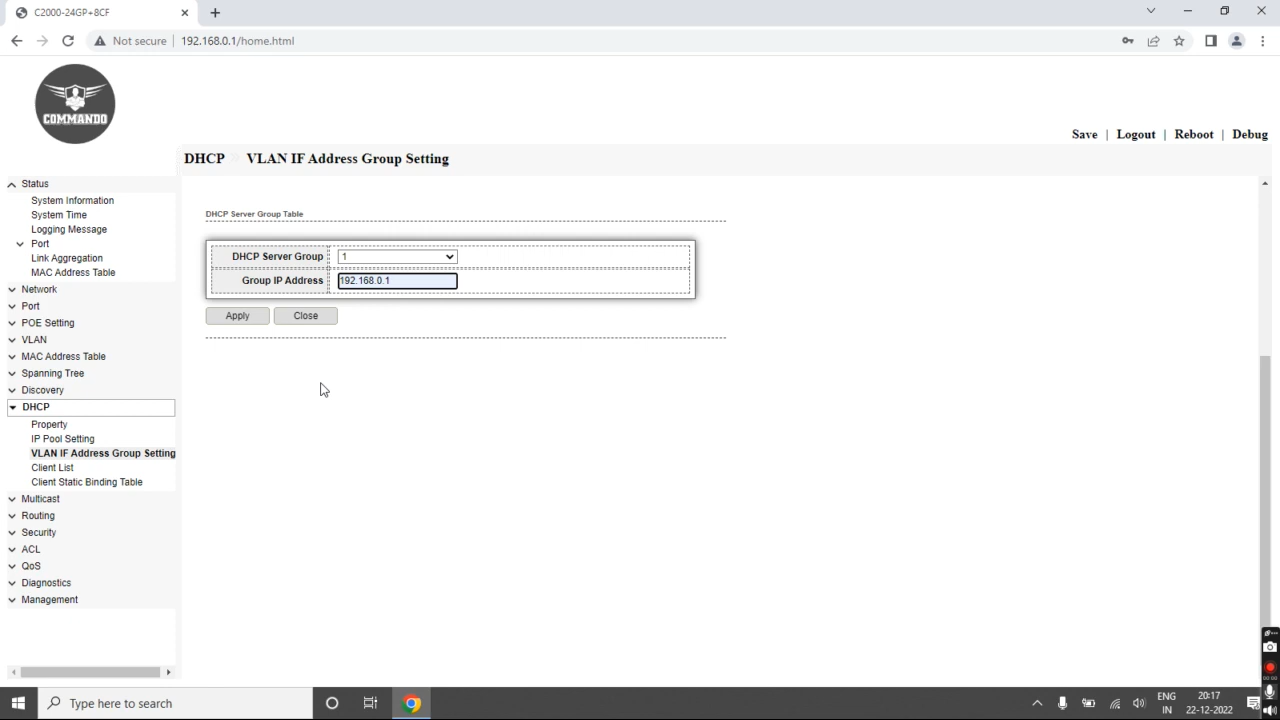 C2000-24GP+8CF
Not secure
192.168.0.1/home.html
COMMANDO
Save | Logout | Reboot | Debug
DHCP VLAN IF Address Group Setting
Status
System Information
System Time
Logging Message
Port
Link Aggregation
MAC Address Table
Network
Port
POE Setting
VLAN
MAC Address Table
Spanning Tree
Discovery
DHCP
Property
IP Pool Setting
VLAN IF Address Group Setting
Client List
Client Static Binding Table
Multicast
Routing
Security
ACL
QoS
Diagnostics
Management
DHCP Server Group Table
DHCP Server Group 1
Group IP Address 192.168.0.1
Apply Close
00:00
Type here to search
ENG
IN
20:17
22-12-2022